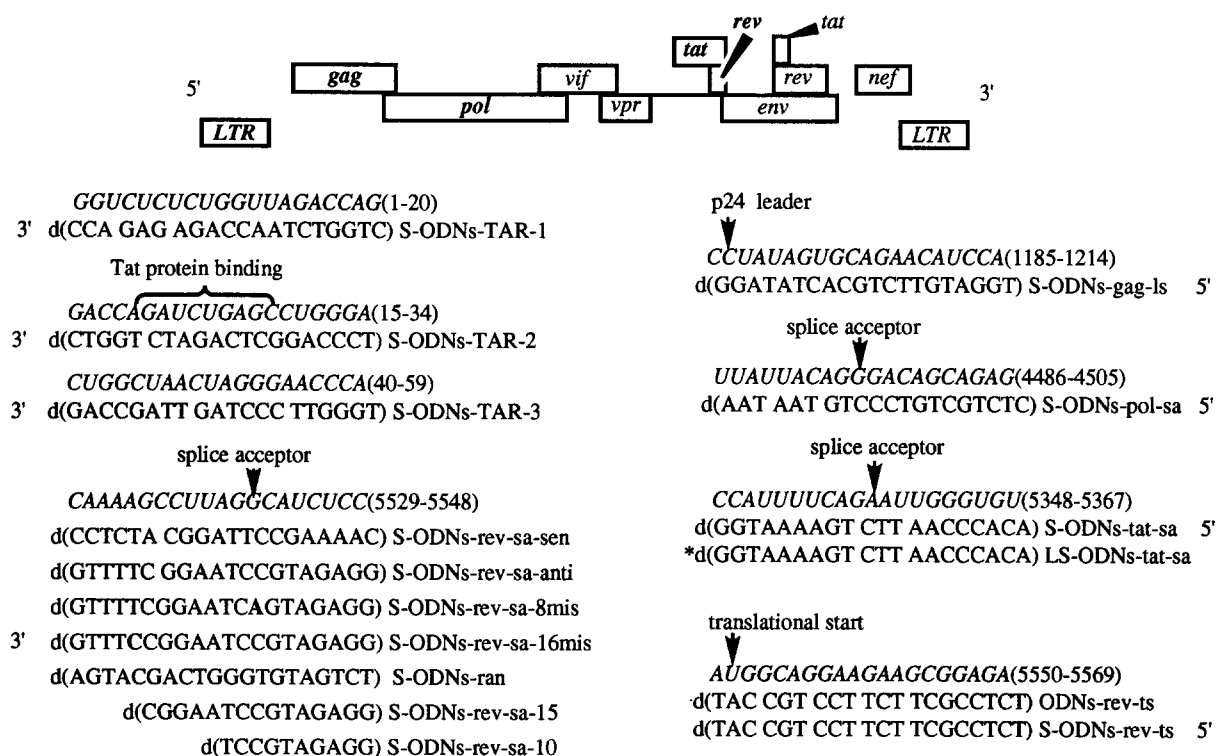 rev
tat
tat
gag
vif
rev
nef
5'
3'
pol
vpr
env
LTR
LTR
GGUCUCUCUGGUUAGACCAG(1-20)
3' d(CCA GAG AGACCAATCTGGTC) S-ODNs-TAR-1
Tat protein binding
GACCAGAUCUGAGCCUGGGA(15-34)
3' d(CTGGT CTAGACTCGGACCCT) S-ODNs-TAR-2
CUGGCUAACUAGGGAACCCA(40-59)
3' d(GACCGATT GATCCC TTGGGT) S-ODNs-TAR-3
splice acceptor
CAAAAGCCUUAGGCAUCUCC(5529-5548)
d(CCTCTA CGGATTCCGAAAAC) S-ODNs-rev-sa-sen
d(GTTTTC GGAATCCGTAGAGG) S-ODNs-rev-sa-anti
d(GTTTTCGGAATCAGTAGAGG) S-ODNs-rev-sa-8mis
3' d(GTTTCCGGAATCCGTAGAGG) S-ODNs-rev-sa-16mis
d(AGTACGACTGGGTGTAGTCT) S-ODNs-ran
d(CGGAATCCGTAGAGG) S-ODNs-rev-sa-15
d(TCCGTAGAGG) S-ODNs-rev-sa-10
p24 leader
CCUAUAGUGCAGAACAUCCA(1185-1214)
d(GGATATCACGTCTTGTAGGT) S-ODNs-gag-ls 5'
splice acceptor
UUAUUACAGGGACAGCAGAG(4486-4505)
d(AAT AAT GTCCCTGTCGTCTC) S-ODNs-pol-sa 5'
splice acceptor
CCAUUUUCAGAAUUGGGUGU(5348-5367)
d(GGTAAAAGT CTT AACCCACA) S-ODNs-tat-sa 5'
*d(GGTAAAAGT CTT AACCCACA) LS-ODNs-tat-sa
translational start
AUGGCAGGAAGAAGCGGAGA(5550-5569)
d(TAC CGT CCT TCT TCGCCTCT) ODNs-rev-ts
d(TAC CGT CCT TCT TCGCCTCT) S-ODNs-rev-ts 5'